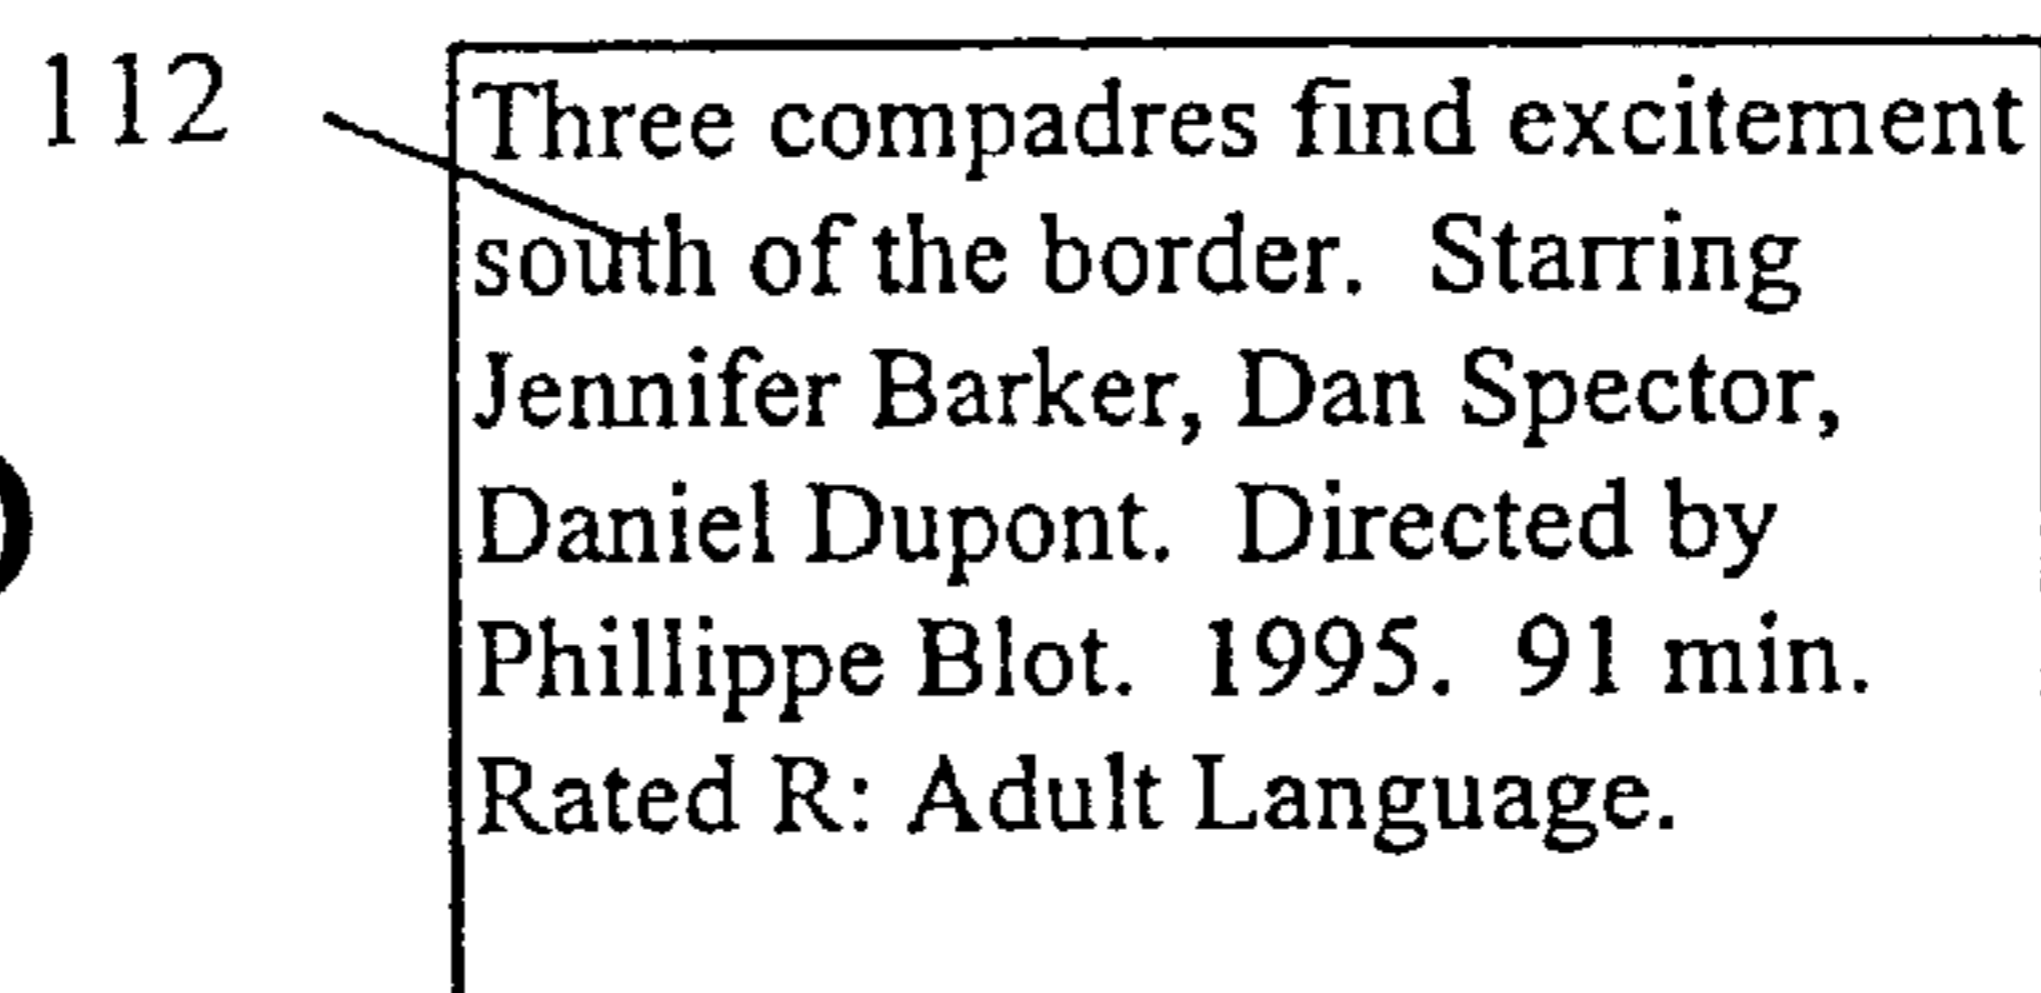 112
Three compadres find excitement
south of the border. Starring
Jennifer Barker, Dan Spector,
Daniel Dupont. Directed by
Phillippe Blot. 1995. 91 min.
Rated R: Adult Language.